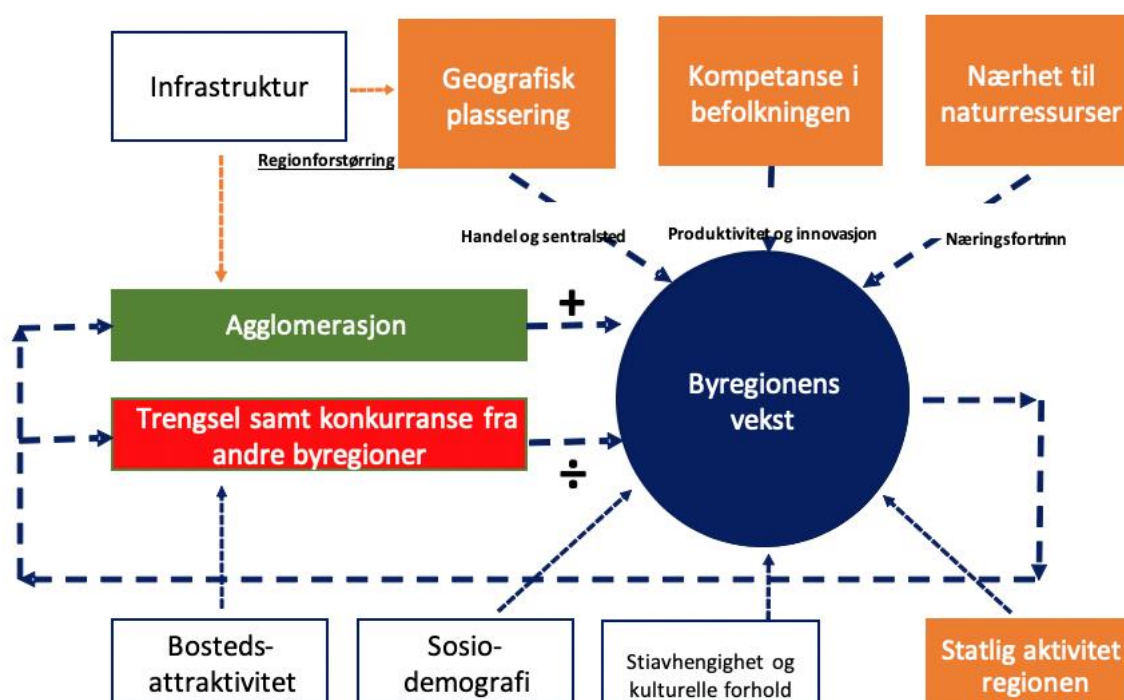 Infrastruktur
Geografisk
plassering
Kompetanse i
befolkningen
Nærhet til
naturressurser
Regionforstørring
Handel og sentralsted
Produktivitet og innovasjon
Næringsfortrinn
Agglomerasjon
+
Trengsel samt konkurranse fra
andre byregioner
÷
Byregionens
vekst
Bosteds-
attraktivitet
Sosio-
demografi
Stiavhengighet og
kulturelle forhold
Statlig aktivitet
regionen